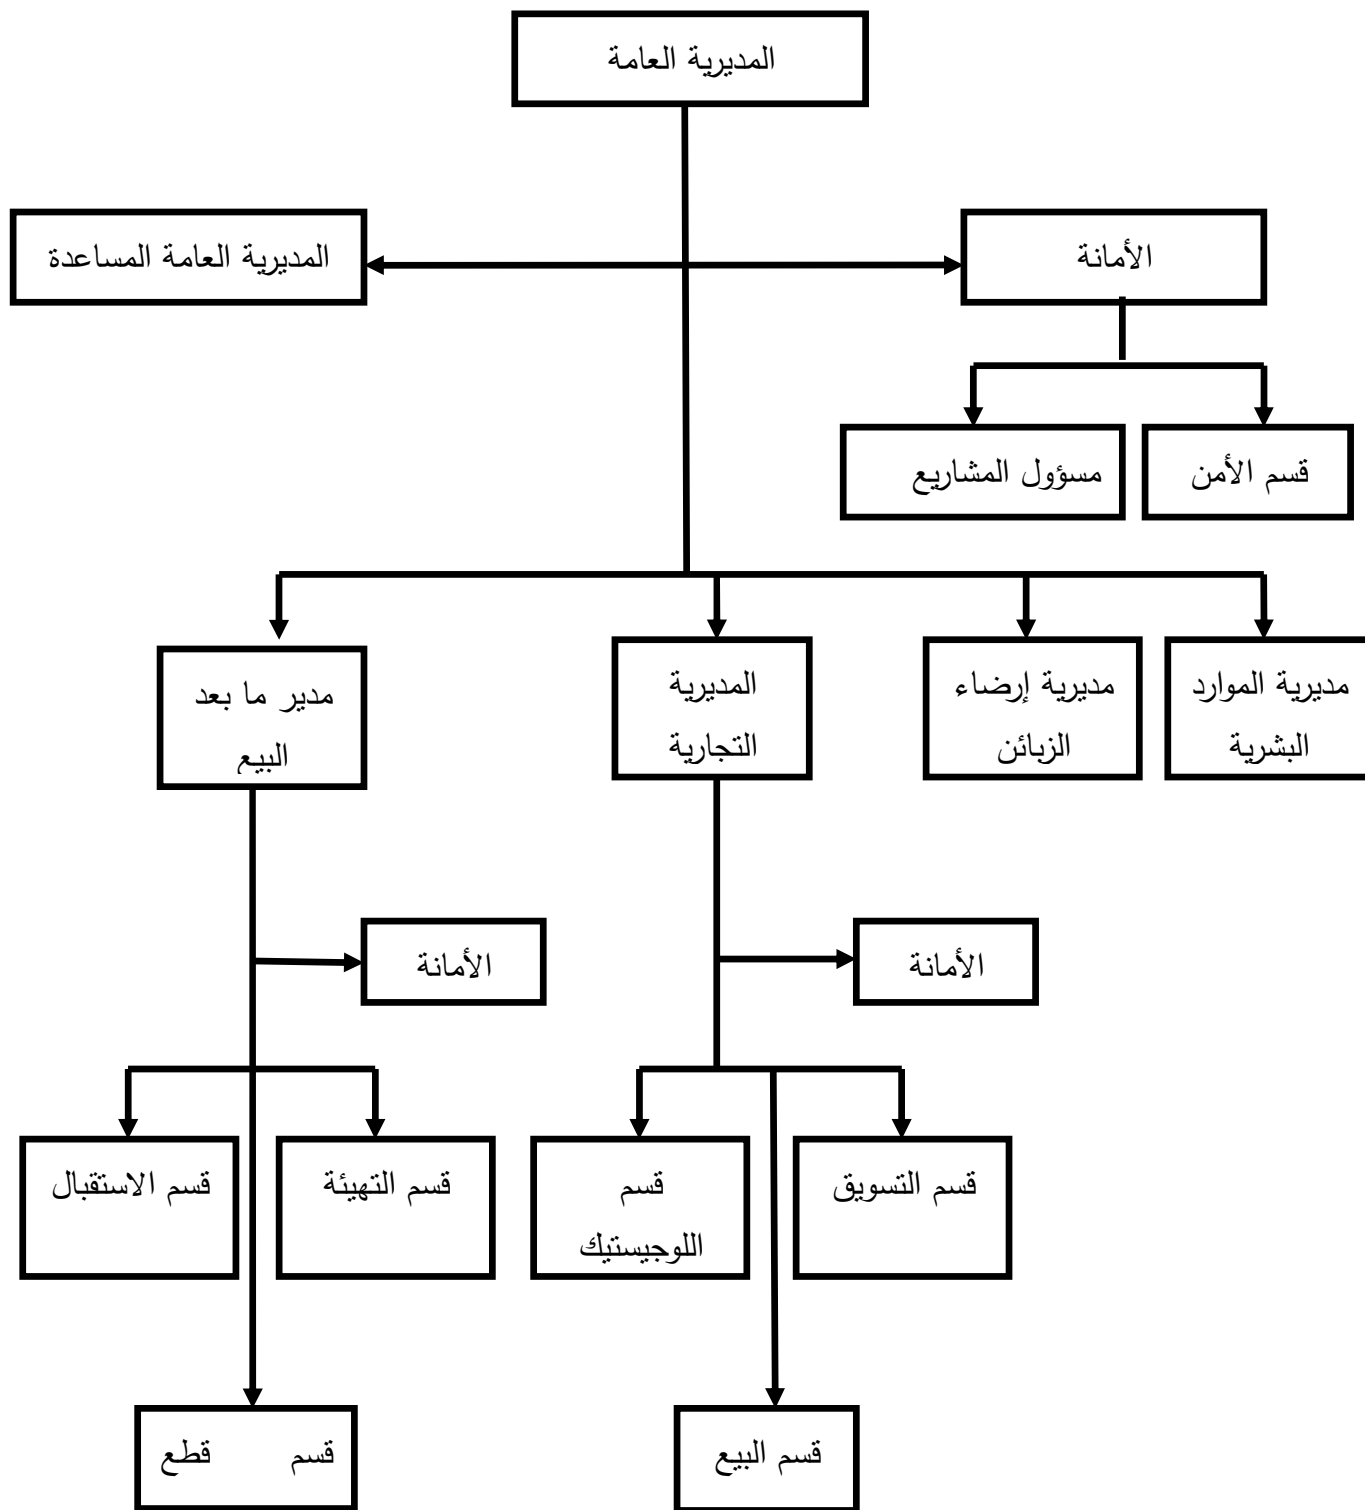 المديرية العامة
الأمانة
المديرية العامة المساعدة
قسم الأمن
مسؤول المشاريع
مديرية الموارد
البشرية
مديرية إرضاء
الزبائن
المديرية
التجارية
مدير ما بعد
البيع
الأمانة
الأمانة
قسم التسويق
قسم
اللوجيستيك
قسم التهيئة
قسم الاستقبال
قسم البيع
قسم قطع